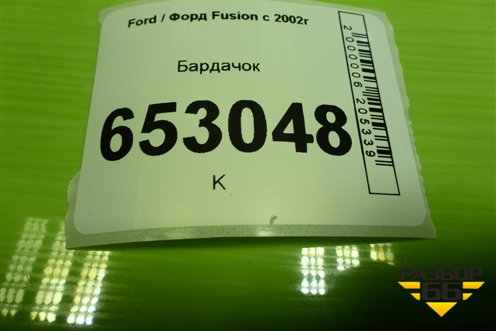 Ford / Форд Fusion с 2002г
Бардачок
653048
К
2000006205339
РАЗБОР
66